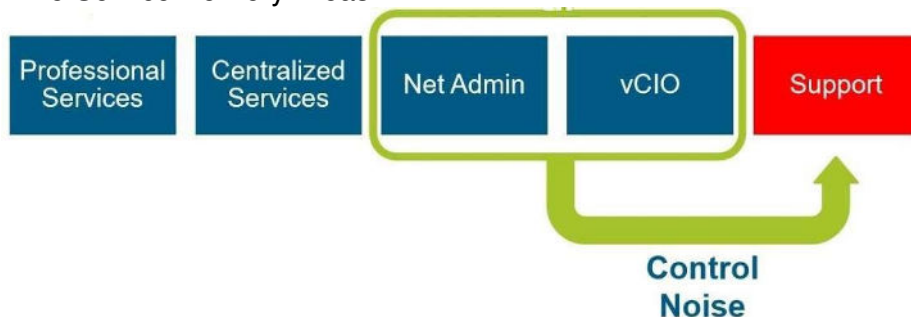 Professional
Services
Centralized
Services
Net Admin
vCIO
Support
Control
Noise